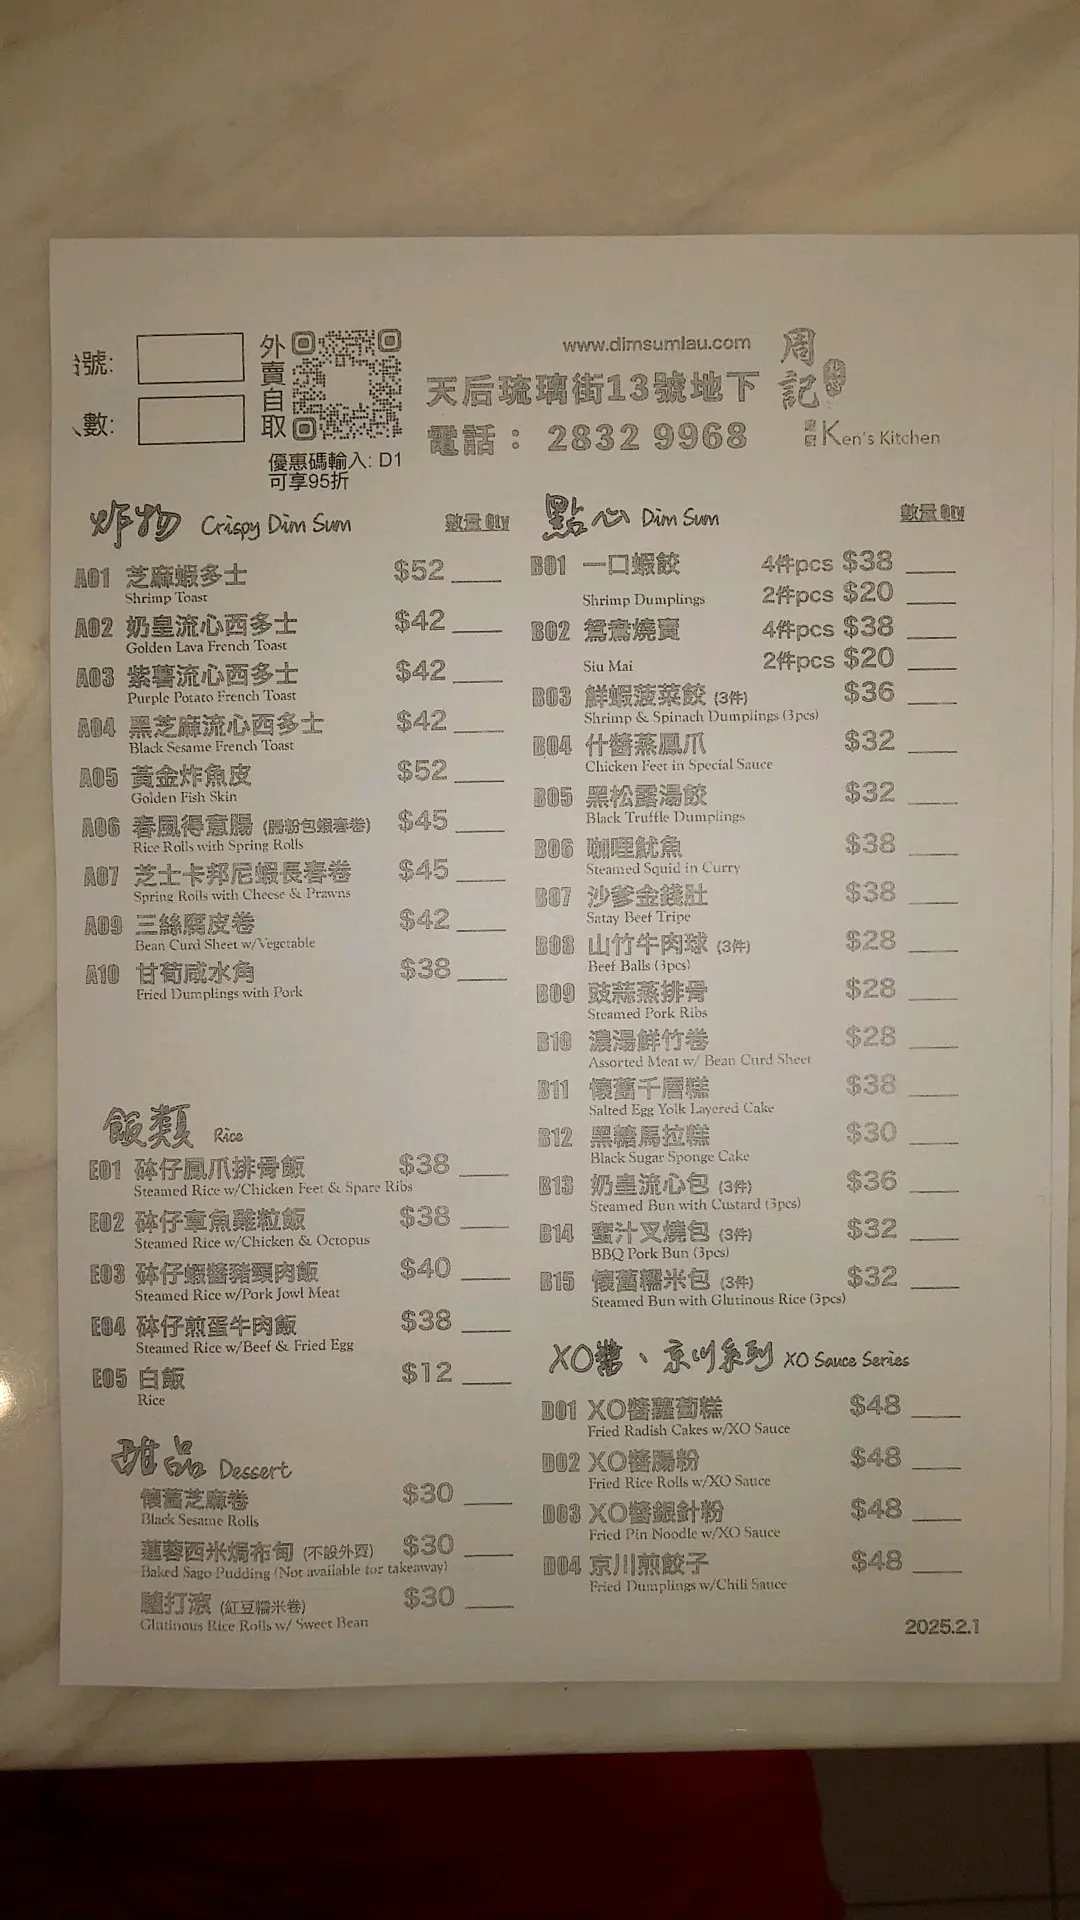 號:
數:
外賣自取
優惠碼輸入: D1
可享95折
www.dimsumlau.com
天后琉璃街13號地下
電話： 2832 9968
周記
Ken's Kitchen
炸物 Crispy Dim Sum 數量 Qty
A01 芝麻蝦多士 $52
Shrimp Toast
A02 奶皇流心西多士 $42
Golden Lava French Toast
A03 紫薯流心西多士 $42
Purple Potato French Toast
A04 黑芝麻流心西多士 $42
Black Sesame French Toast
A05 黃金炸魚皮 $52
Golden Fish Skin
A06 春風得意腸 (腸粉包蝦春卷) $45
Rice Rolls with Spring Rolls
A07 芝士卡邦尼蝦長春卷 $45
Spring Rolls with Cheese & Prawns
A09 三絲腐皮卷 $42
Bean Curd Sheet w/Vegetable
A10 甘荀咸水角 $38
Fried Dumplings with Pork
飯類 Rice
E01 砵仔鳳爪排骨飯 $38
Steamed Rice w/Chicken Feet & Spare Ribs
E02 砵仔章魚雞粒飯 $38
Steamed Rice w/Chicken & Octopus
E03 砵仔蝦醬豬頸肉飯 $40
Steamed Rice w/Pork Jowl Meat
E04 砵仔煎蛋牛肉飯 $38
Steamed Rice w/Beef & Fried Egg
E05 白飯 $12
Rice
甜品 Dessert
懷舊芝麻卷 $30
Black Sesame Rolls
蓮蓉西米焗布甸 (不設外賣) $30
Baked Sago Pudding (Not available for takeaway)
驢打滾 (紅豆糯米卷) $30
Glutinous Rice Rolls w/ Sweet Bean
點心 Dim Sum 數量 Qty
B01 一口蝦餃 4件pcs $38
Shrimp Dumplings 2件pcs $20
B02 鴛鴦燒賣 4件pcs $38
Siu Mai 2件pcs $20
B03 鮮蝦菠菜餃 (3件) $36
Shrimp & Spinach Dumplings (3pcs)
B04 什醬蒸鳳爪 $32
Chicken Feet in Special Sauce
B05 黑松露湯餃 $32
Black Truffle Dumplings
B06 咖哩魷魚 $38
Steamed Squid in Curry
B07 沙爹金錢肚 $38
Satay Beef Tripe
B08 山竹牛肉球 (3件) $28
Beef Balls (3pcs)
B09 豉蒜蒸排骨 $28
Steamed Pork Ribs
B10 濃湯鮮竹卷 $28
Assorted Meat w/ Bean Curd Sheet
B11 懷舊千層糕 $38
Salted Egg Yolk Layered Cake
B12 黑糖馬拉糕 $30
Black Sugar Sponge Cake
B13 奶皇流心包 (3件) $36
Steamed Bun with Custard (3pcs)
B14 蜜汁叉燒包 (3件) $32
BBQ Pork Bun (3pcs)
B15 懷舊糯米包 (3件) $32
Steamed Bun with Glutinous Rice (3pcs)
XO醬、京川系列 XO Sauce Series
D01 XO醬蘿蔔糕 $48
Fried Radish Cakes w/XO Sauce
D02 XO醬腸粉 $48
Fried Rice Rolls w/XO Sauce
D03 XO醬銀針粉 $48
Fried Pin Noodle w/XO Sauce
D04 京川煎餃子 $48
Fried Dumplings w/Chili Sauce
2025.2.1